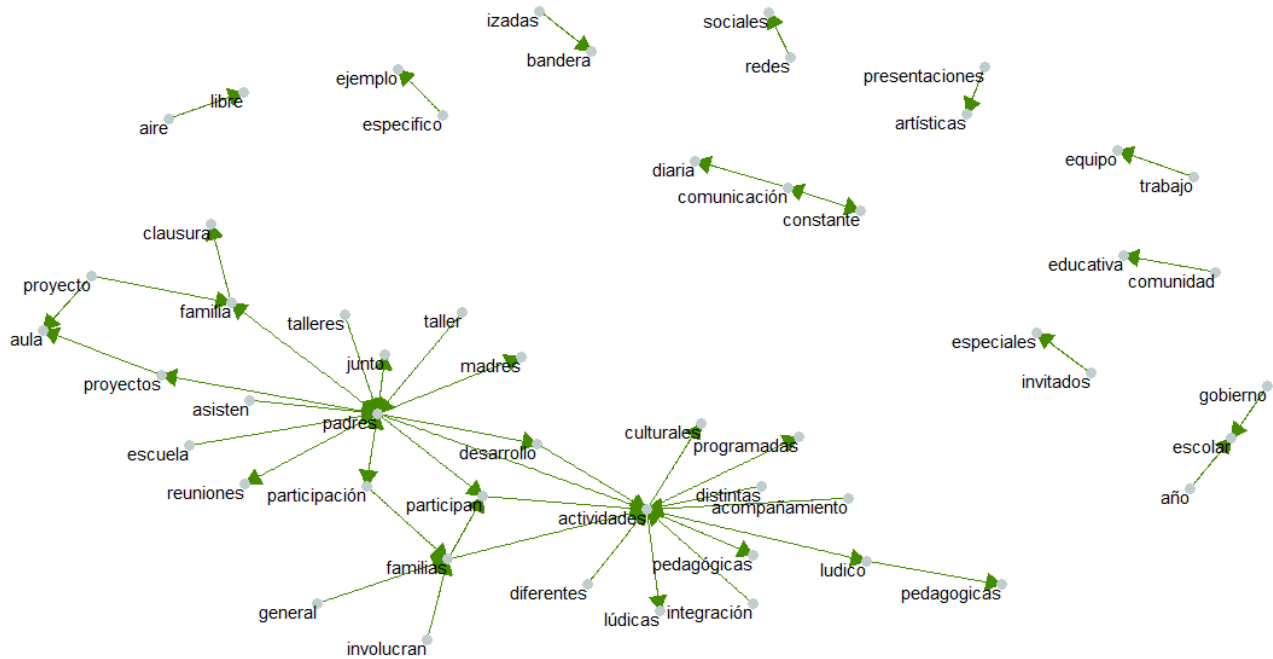 izadas
sociales
bandera
redes
ejemplo
presentaciones
libre
especifico
artísticas
aire
equipo
diaria
trabajo
comunicación
constante
clausura
educativa
comunidad
proyecto
familia
talleres
taller
aula
especiales
junto
madres
proyectos
invitados
gobierno
asisten
padres
culturales
programadas
escolar
escuela
desarrollo
reuniones
participación
participan
distintas
año
actividades
acompañamiento
familias
pedagógicas
ludico
diferentes
pedagogicas
general
lúdicas
integración
involucran